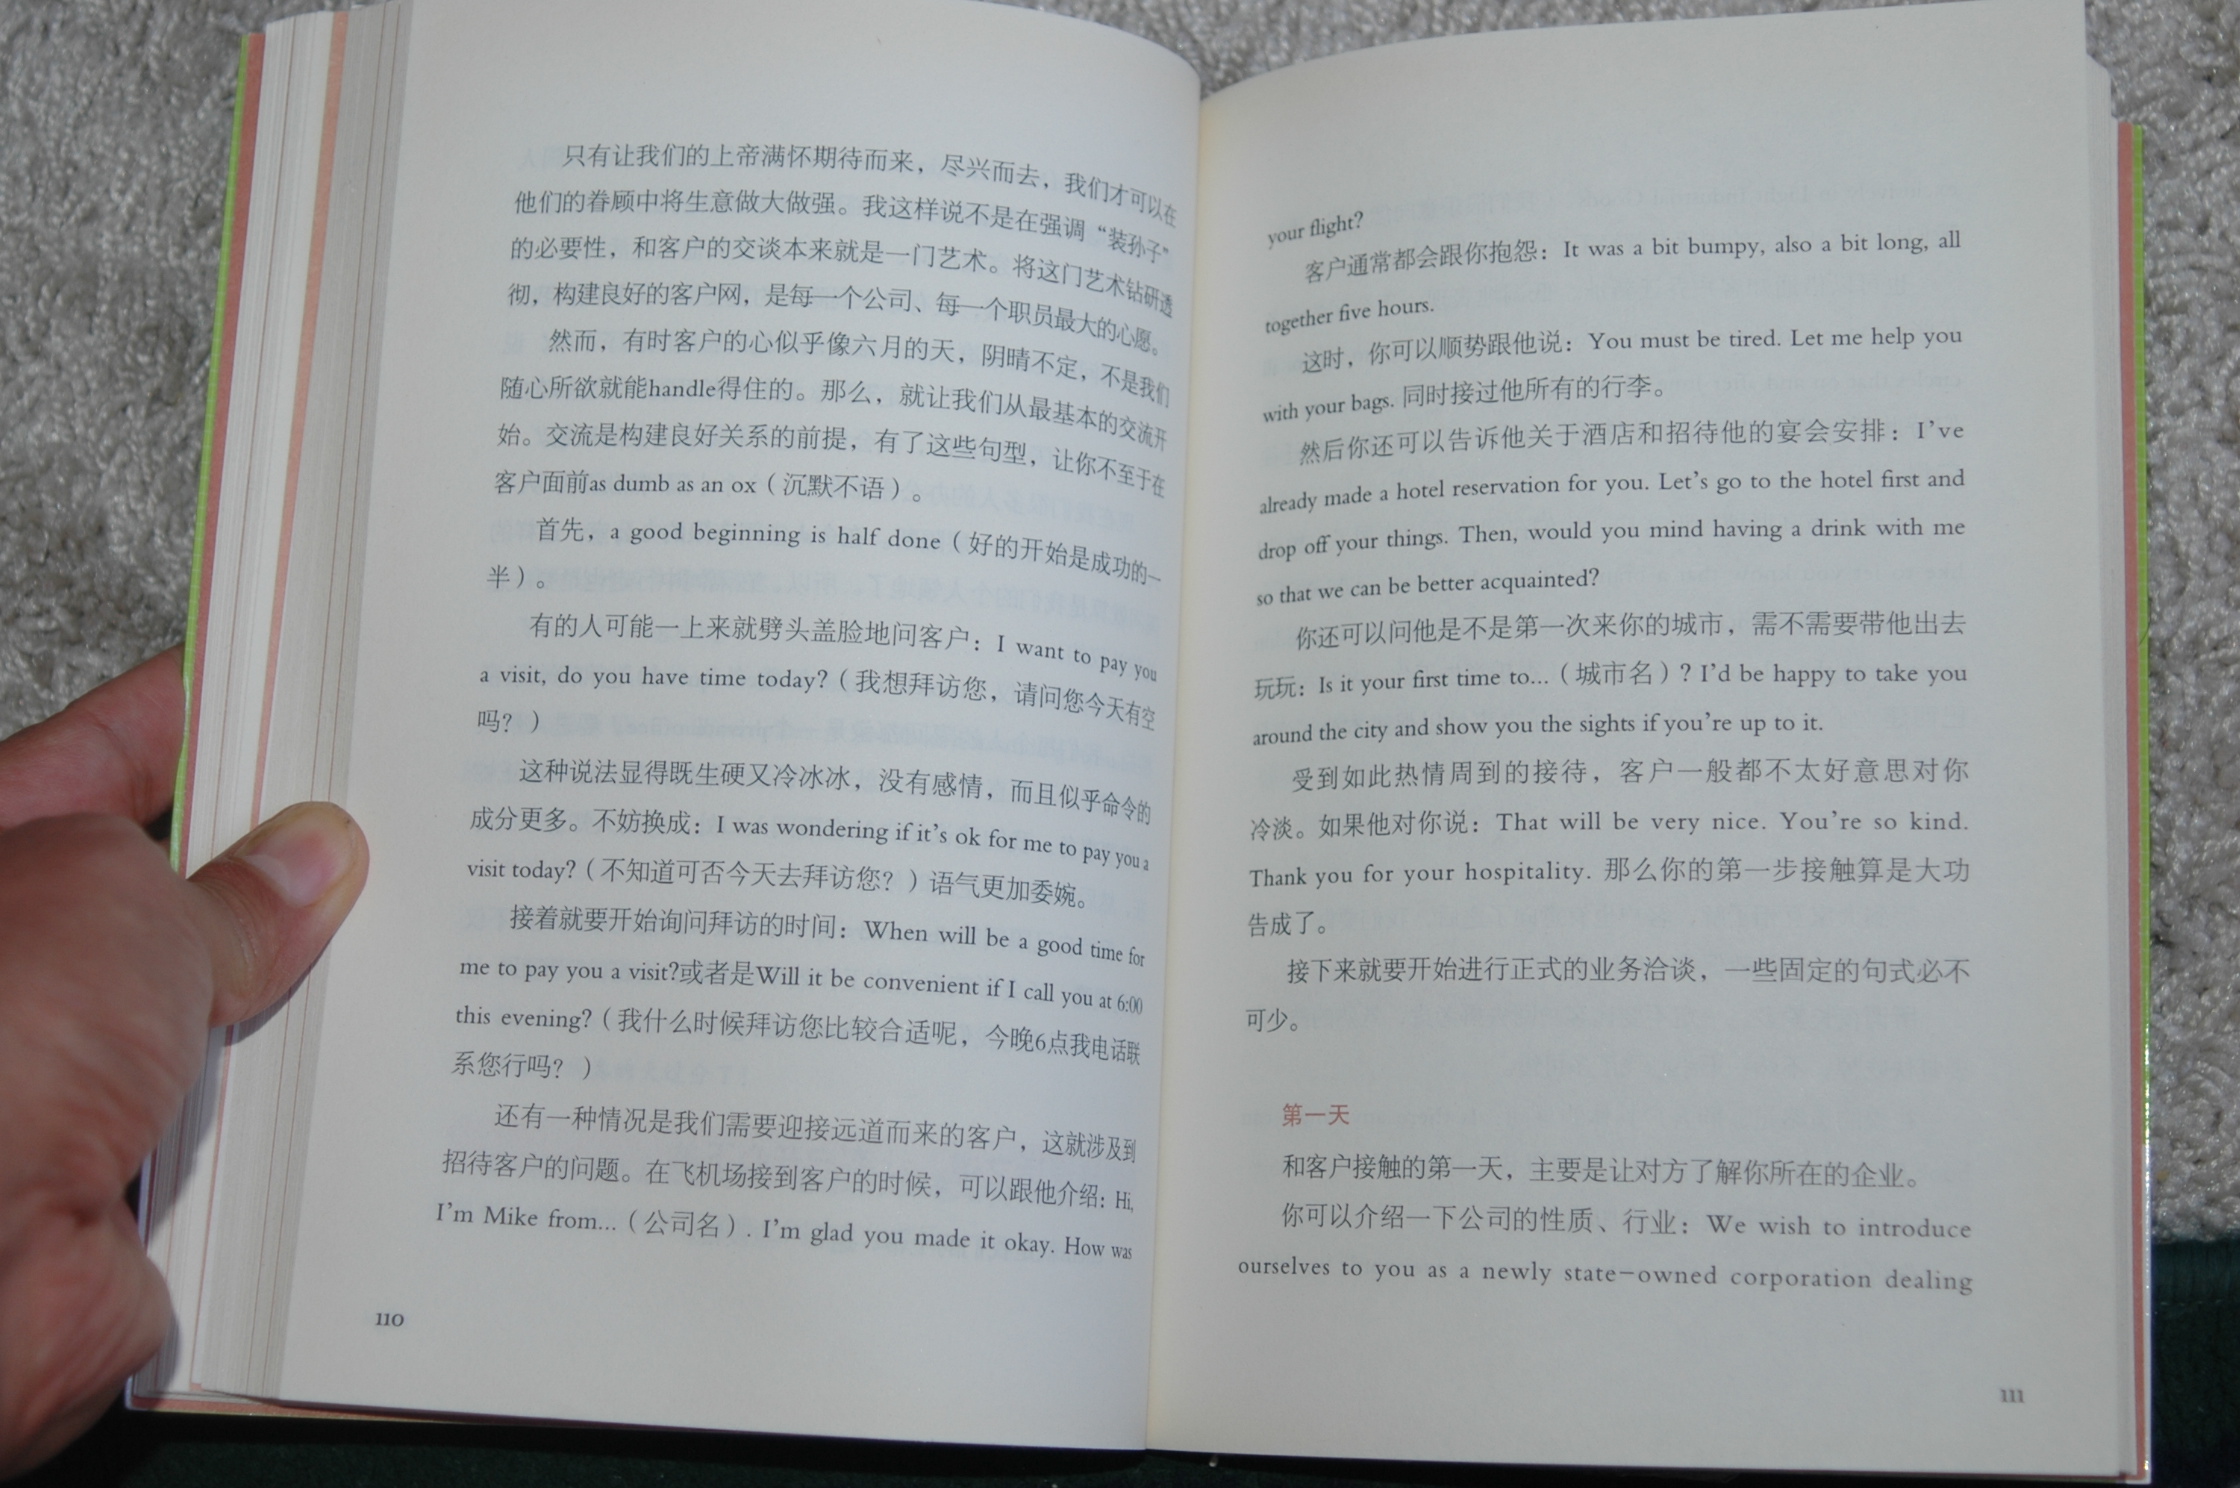 只有让我们的上帝满怀期待而来，尽兴而去，我们才可以在
他们的眷顾中将生意做大做强。我这样说不是在强调“装孙子”
的必要性，和客户的交谈本来就是一门艺术。将这门艺术钻研透
彻，构建良好的客户网，是每一个公司、每一个职员最大的心愿。
然而，有时客户的心似乎像六月的天，阴晴不定，不是我们
随心所欲就能handle得住的。那么，就让我们从最基本的交流开
始。交流是构建良好关系的前提，有了这些句型，让你不至于在
客户面前as dumb as an ox（沉默不语）。
首先，a good beginning is half done（好的开始是成功的一
半）。
有的人可能一上来就劈头盖脸地问客户：I want to pay you
a visit, do you have time today?（我想拜访您，请问您今天有空
吗？）
这种说法显得既生硬又冷冰冰，没有感情，而且似乎命令的
成分更多。不妨换成：I was wondering if it's ok for me to pay you a
visit today?（不知道可否今天去拜访您？）语气更加委婉。
接着就要开始询问拜访的时间：When will be a good time for
me to pay you a visit?或者是Will it be convenient if I call you at 6:00
this evening?（我什么时候拜访您比较合适呢，今晚6点我电话联
系您行吗？）
还有一种情况是我们需要迎接远道而来的客户，这就涉及到
招待客户的问题。在飞机场接到客户的时候，可以跟他介绍：Hi,
I'm Mike from...（公司名）. I'm glad you made it okay. How was
110
your flight?
客户通常都会跟你抱怨：It was a bit bumpy, also a bit long, all
together five hours.
这时，你可以顺势跟他说：You must be tired. Let me help you
with your bags. 同时接过他所有的行李。
然后你还可以告诉他关于酒店和招待他的宴会安排：I've
already made a hotel reservation for you. Let's go to the hotel first and
drop off your things. Then, would you mind having a drink with me
so that we can be better acquainted?
你还可以问他是不是第一次来你的城市，需不需要带他出去
玩玩：Is it your first time to...（城市名）? I'd be happy to take you
around the city and show you the sights if you're up to it.
受到如此热情周到的接待，客户一般都不太好意思对你
冷淡。如果他对你说：That will be very nice. You're so kind.
Thank you for your hospitality. 那么你的第一步接触算是大功
告成了。
接下来就要开始进行正式的业务洽谈，一些固定的句式必不
可少。
第一天
和客户接触的第一天，主要是让对方了解你所在的企业。
你可以介绍一下公司的性质、行业：We wish to introduce
ourselves to you as a newly state-owned corporation dealing
111